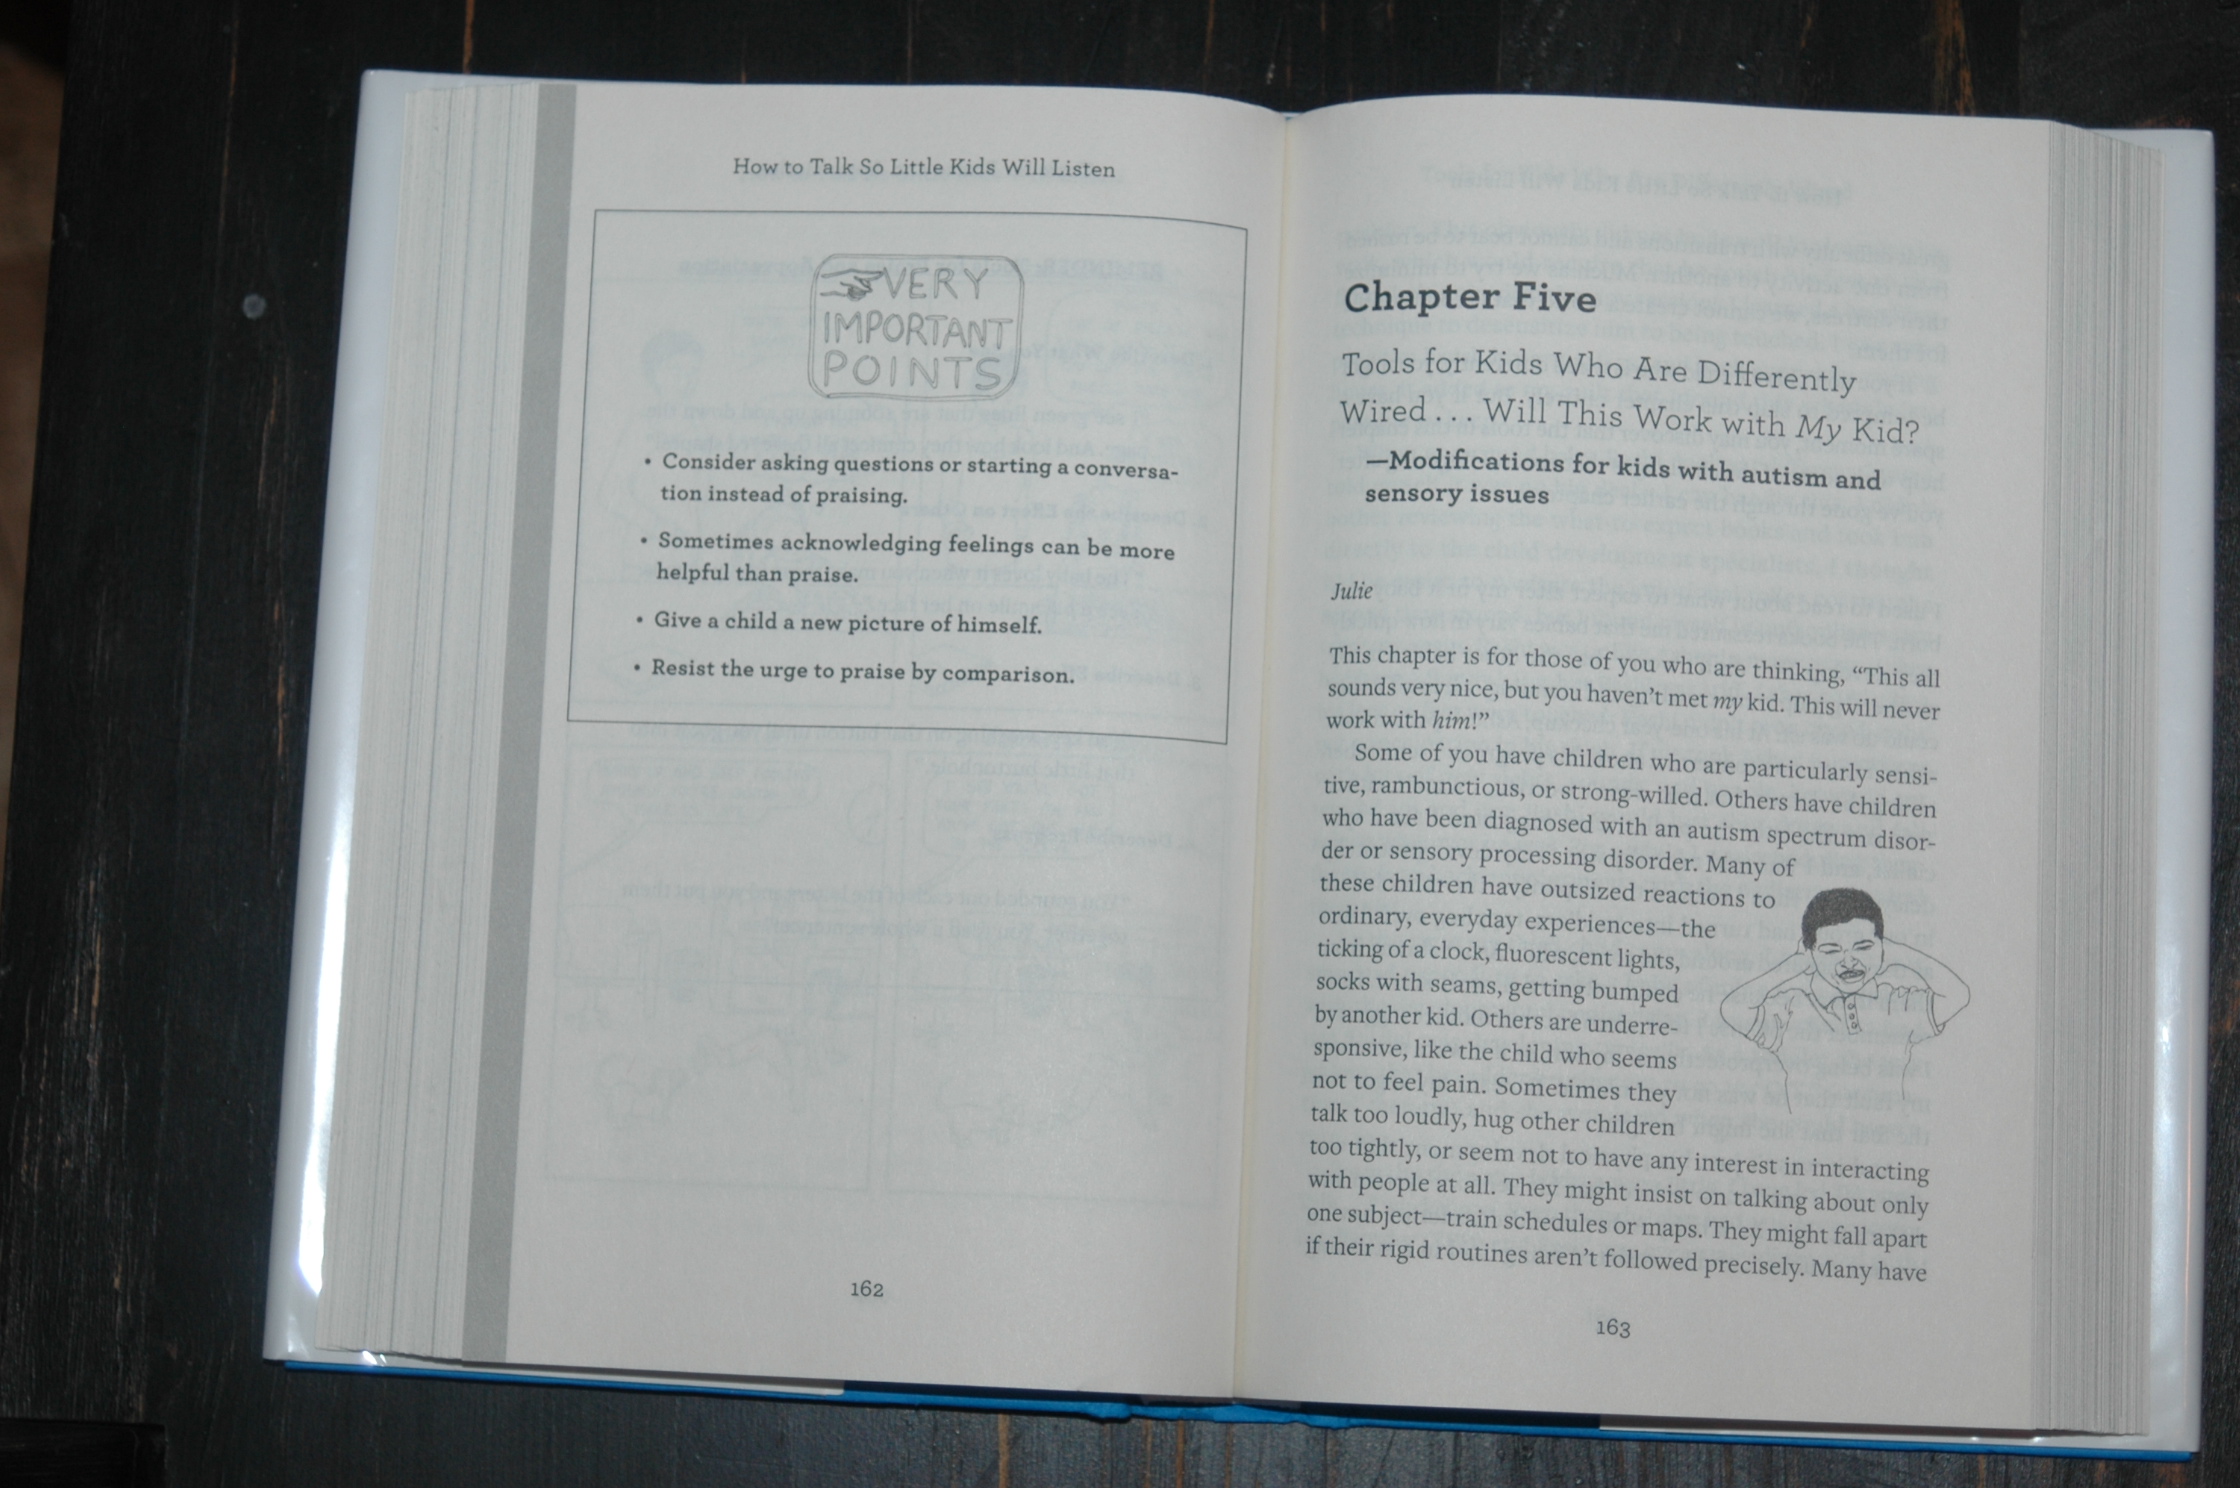 How to Talk So Little Kids Will Listen
VERY
IMPORTANT
POINTS
• Consider asking questions or starting a conversa-
tion instead of praising.
• Sometimes acknowledging feelings can be more
helpful than praise.
• Give a child a new picture of himself.
• Resist the urge to praise by comparison.
162
Chapter Five
Tools for Kids Who Are Differently
Wired . . . Will This Work with My Kid?
—Modifications for kids with autism and
sensory issues
Julie
This chapter is for those of you who are thinking, “This all
sounds very nice, but you haven’t met my kid. This will never
work with him!”
Some of you have children who are particularly sensi-
tive, rambunctious, or strong-willed. Others have children
who have been diagnosed with an autism spectrum disor-
der or sensory processing disorder. Many of
these children have outsized reactions to
ordinary, everyday experiences—the
ticking of a clock, fluorescent lights,
socks with seams, getting bumped
by another kid. Others are underre-
sponsive, like the child who seems
not to feel pain. Sometimes they
talk too loudly, hug other children
too tightly, or seem not to have any interest in interacting
with people at all. They might insist on talking about only
one subject—train schedules or maps. They might fall apart
if their rigid routines aren’t followed precisely. Many have
163